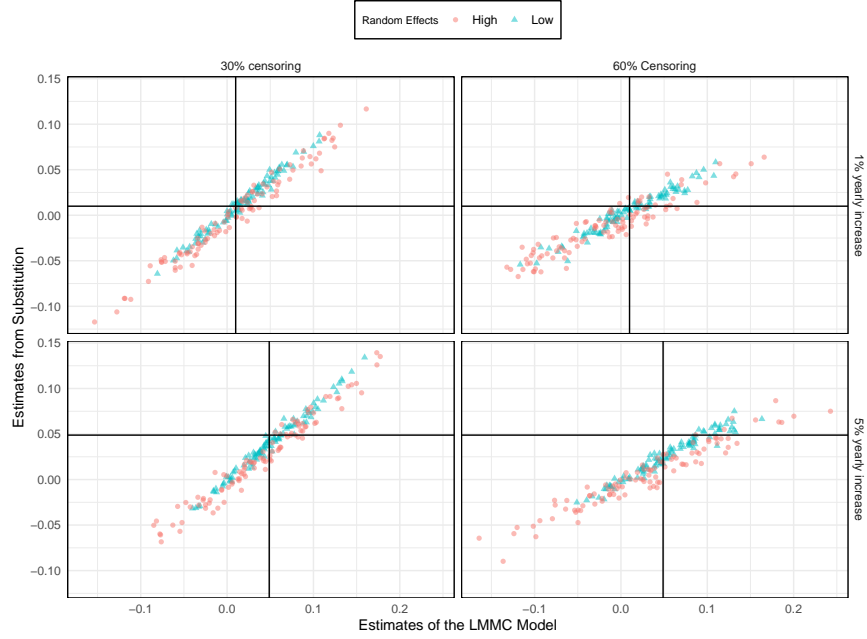 Random Effects High Low
30% censoring 60% Censoring
0.15
0.10
0.05
0.00
−0.05
−0.10
1% yearly increase
0.15
0.10
0.05
0.00
−0.05
−0.10
5% yearly increase
Estimates from Substitution
−0.1 0.0 0.1 0.2 −0.1 0.0 0.1 0.2
Estimates of the LMMC Model